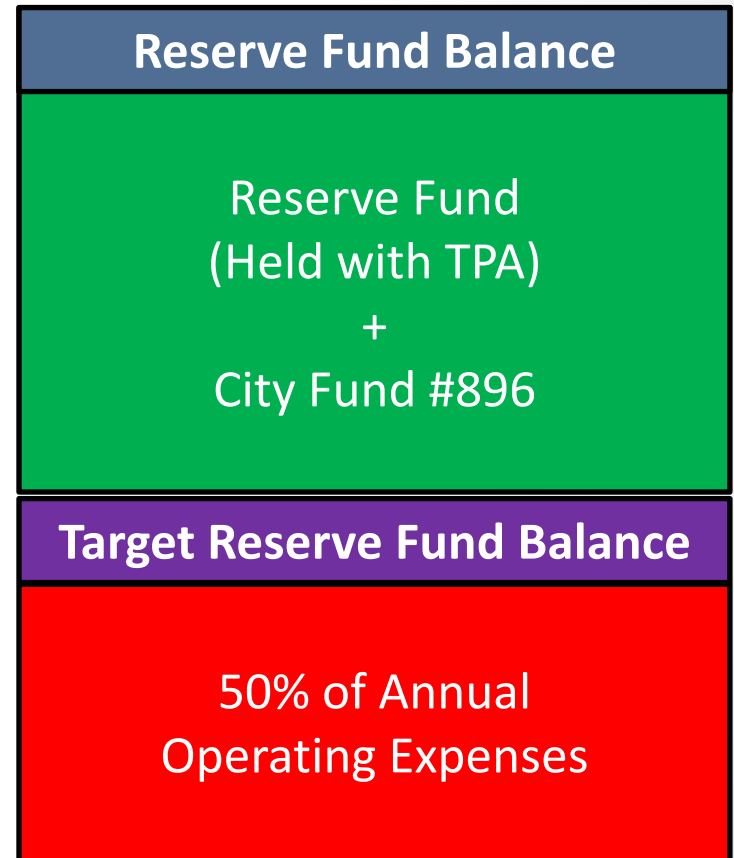 Reserve Fund Balance
Reserve Fund
(Held with TPA)
+
City Fund #896
Target Reserve Fund Balance
50% of Annual
Operating Expenses